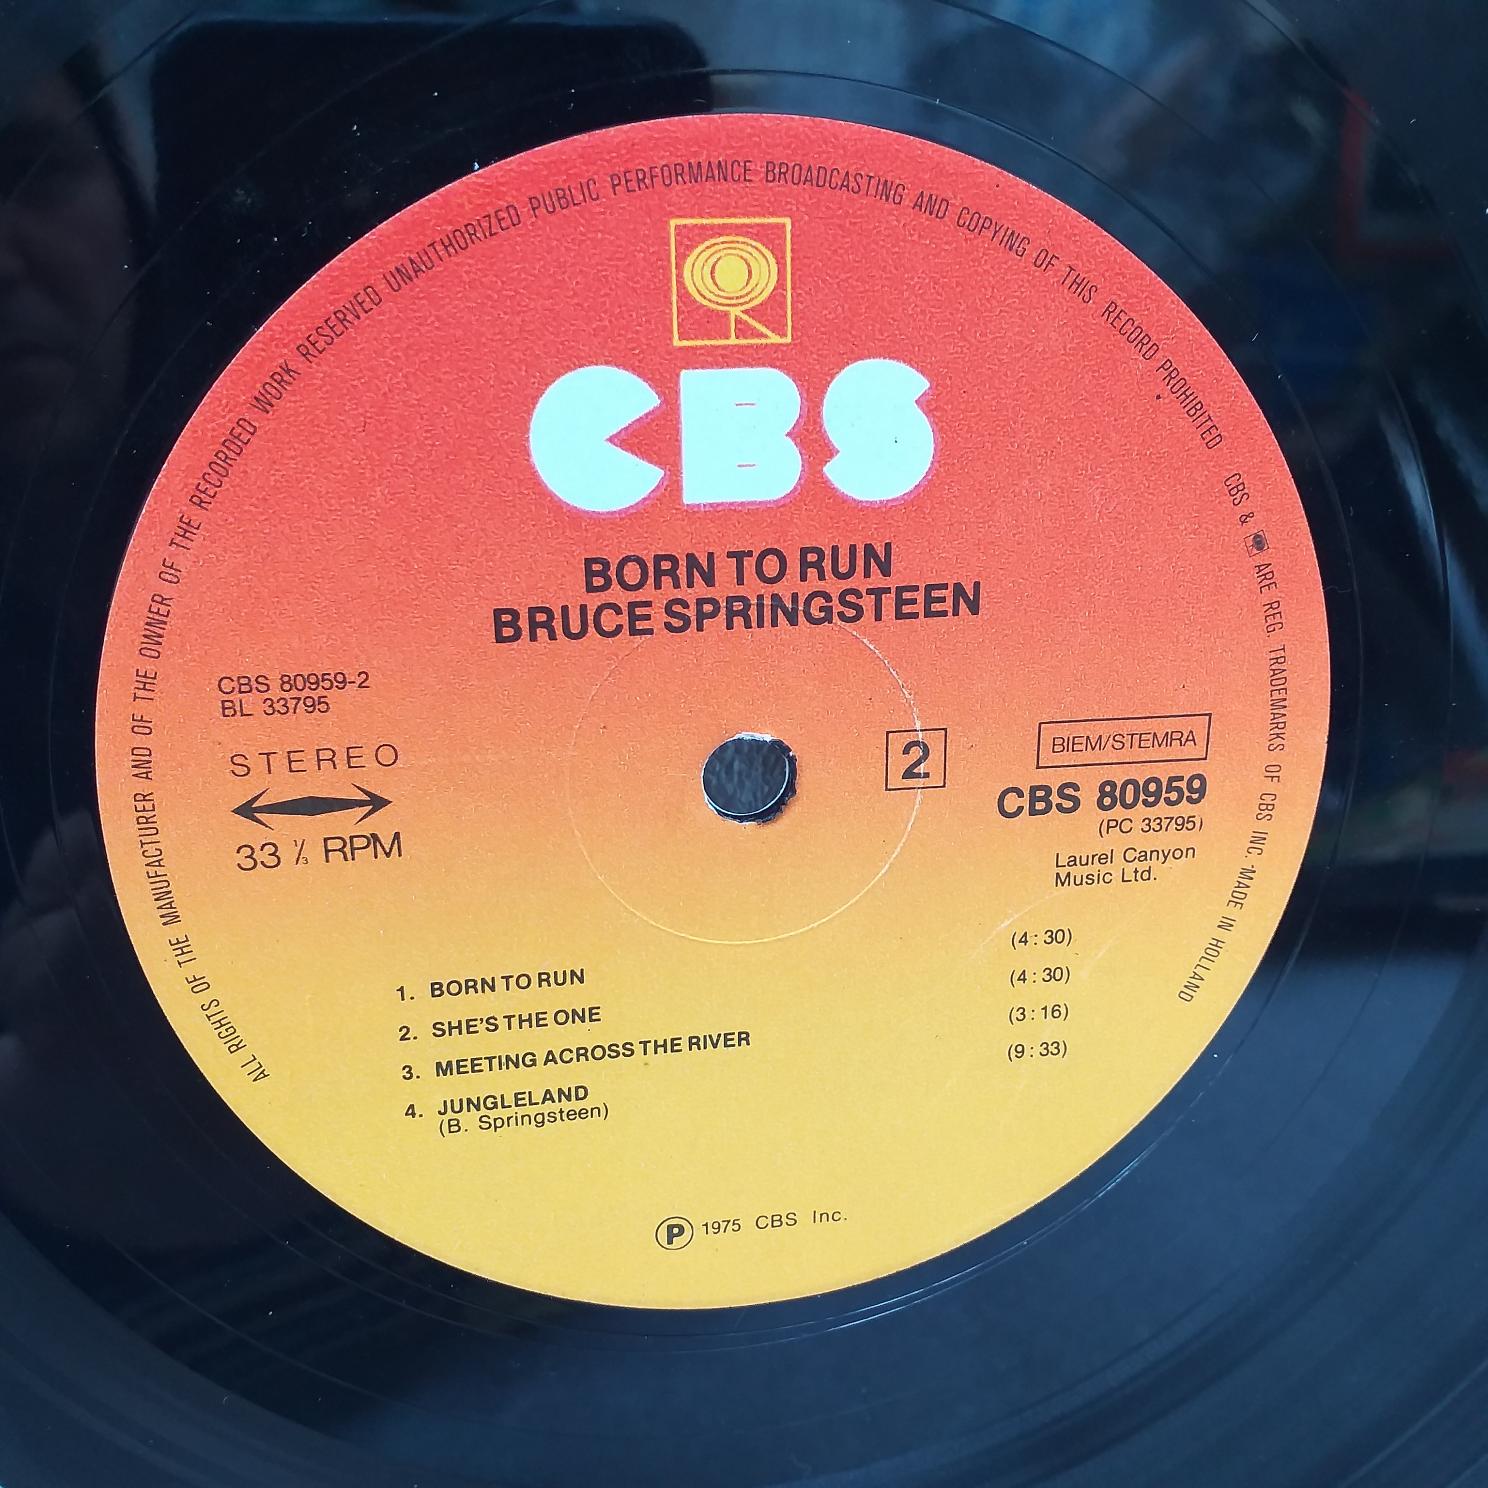 ALL RIGHTS OF THE MANUFACTURER AND OF THE OWNER OF THE RECORDED WORK RESERVED UNAUTHORIZED PUBLIC PERFORMANCE BROADCASTING AND COPYING OF THIS RECORD PROHIBITED
CBS & ARE REG. TRADEMARKS OF CBS INC. MADE IN HOLLAND
CBS
BORN TO RUN
BRUCE SPRINGSTEEN
CBS 80959-2
BL 33795
STEREO
33 1/3 RPM
2
BIEM/STEMRA
CBS 80959
(PC 33795)
Laurel Canyon
Music Ltd.
1. BORN TO RUN (4:30)
2. SHE'S THE ONE (4:30)
3. MEETING ACROSS THE RIVER (3:16)
4. JUNGLELAND (9:33)
(B. Springsteen)
Ⓟ 1975 CBS Inc.